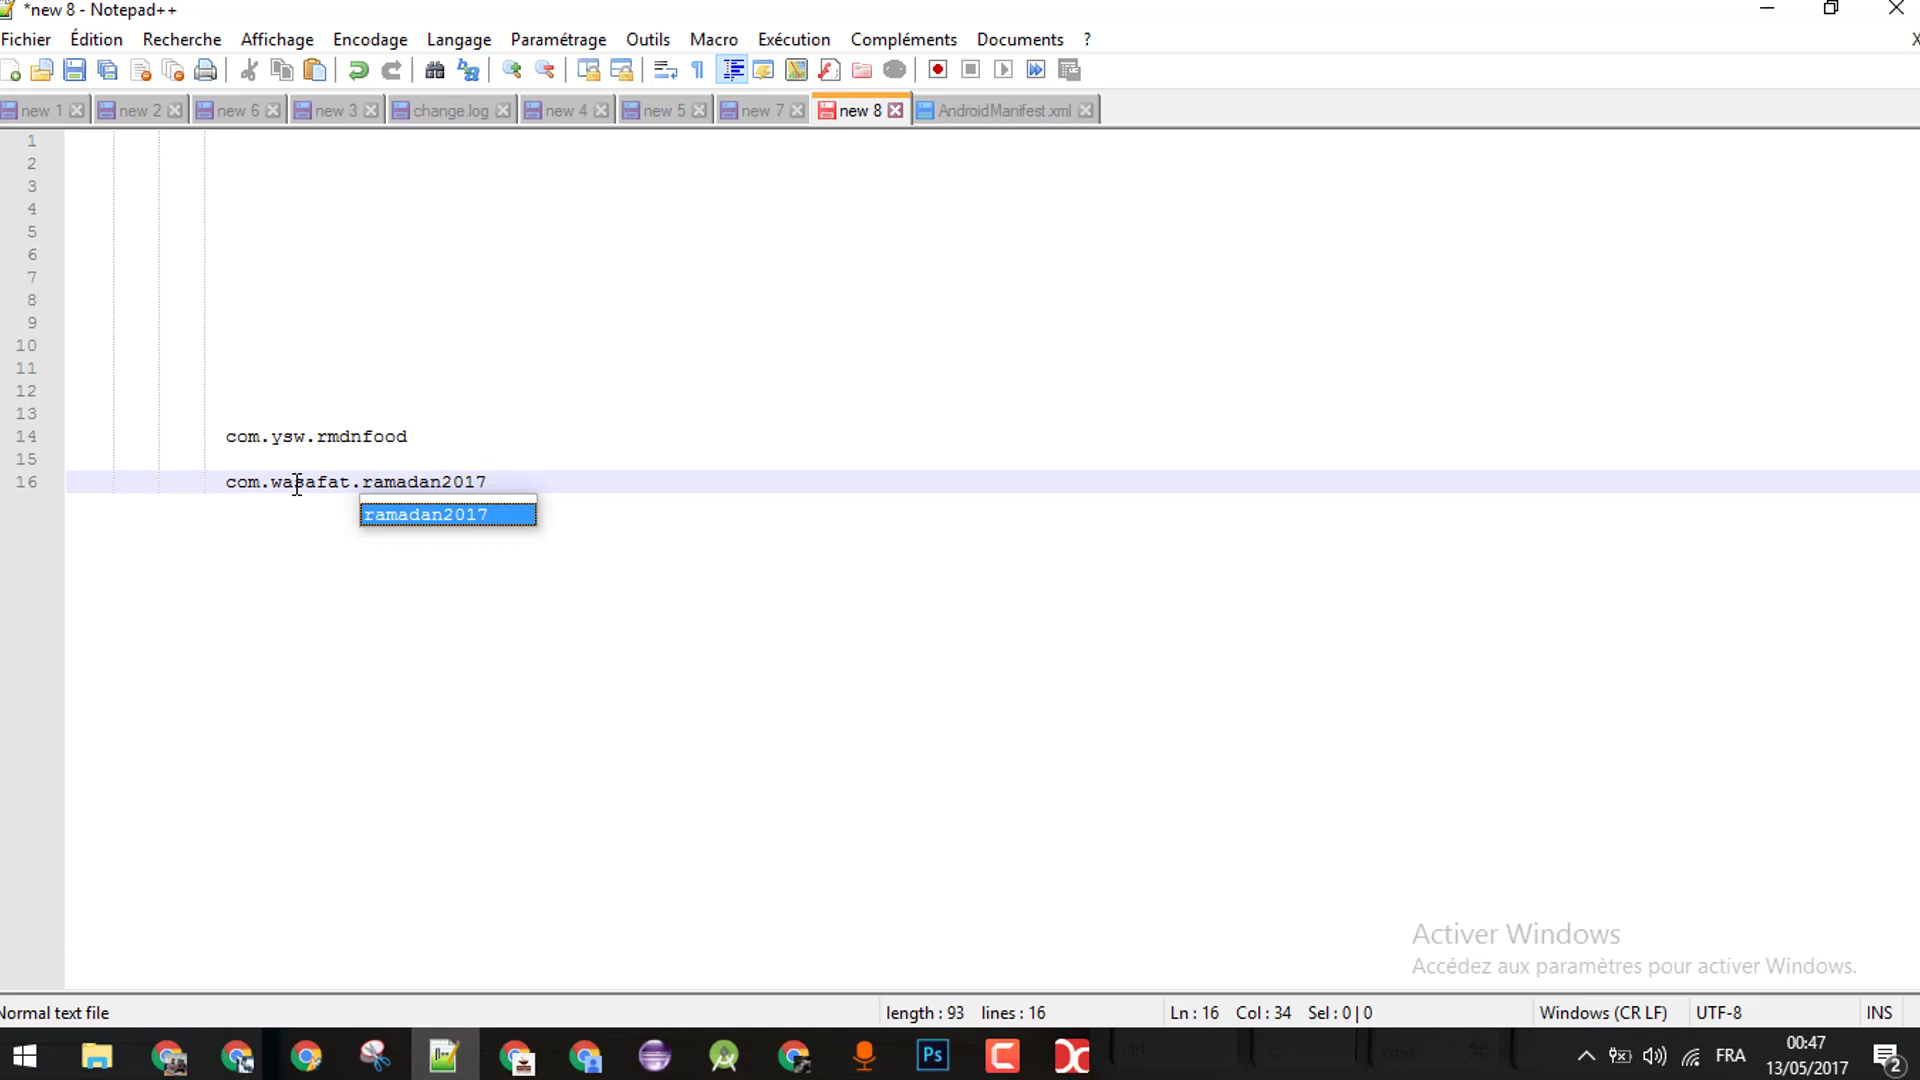 *new 8 - Notepad++
Fichier Édition Recherche Affichage Encodage Langage Paramétrage Outils Macro Exécution Compléments Documents ? X
new 1 new 2 new 6 new 3 change.log new 4 new 5 new 7 new 8 AndroidManifest.xml
1
2
3
4
5
6
7
8
9
10
11
12
13
14 com.ysw.rmdnfood
15
16 com.wasafat.ramadan2017
ramadan2017
Activer Windows
Accédez aux paramètres pour activer Windows.
Normal text file length : 93 lines : 16 Ln : 16 Col : 34 Sel : 0 | 0 Windows (CR LF) UTF-8 INS
Ps FRA 00:47
13/05/2017 2